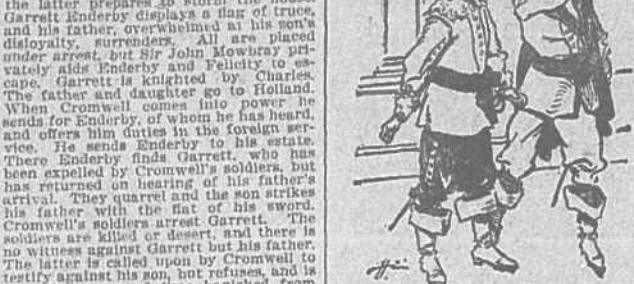 the latter prepares to storm the house.
Garrett Enderby displays a flag of truce,
and his father, overwhelmed at his son's
disloyalty, surrenders. All are placed
under arrest, but Sir John Mowbray pri-
vately aids Enderby and Felicity to es-
cape. Garrett is knighted by Charles.
The father and daughter go to Holland.
When Cromwell comes into power he
sends for Enderby, of whom he has heard,
and offers him duties in the foreign ser-
vice. He sends Enderby to his estate.
There Enderby finds Garrett, who has
been expelled by Cromwell's soldiers, but
has returned on hearing of his father's
arrival. They quarrel and the son strikes
his father with the flat of his sword.
Cromwell's soldiers arrest Garrett. The
soldiers are killed or desert, and there is
no witness against Garrett but his father.
The latter is called upon by Cromwell to
testify against his son, but refuses, and is
banished from